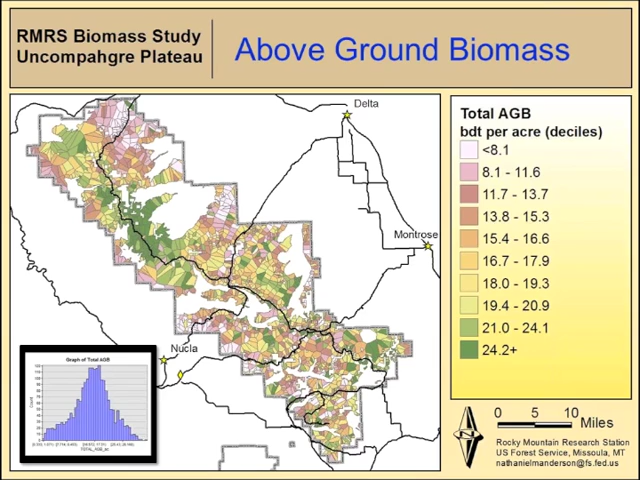 RMRS Biomass Study
Uncompahgre Plateau
Above Ground Biomass
Delta
Montrose
Nucla
Total AGB
bdt per acre (deciles)
<8.1
8.1 - 11.6
11.7 - 13.7
13.8 - 15.3
15.4 - 16.6
16.7 - 17.9
18.0 - 19.3
19.4 - 20.9
21.0 - 24.1
24.2+
Graph of Total AGB
Count
TOTAL_AGB_ac
0 5 10 Miles
Rocky Mountain Research Station
US Forest Service, Missoula, MT
nathanielmanderson@fs.fed.us